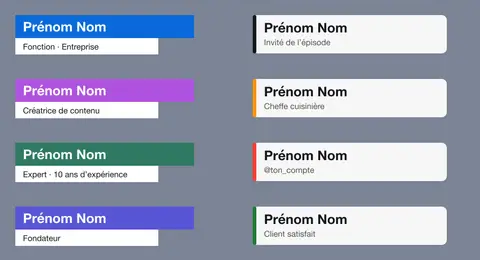 Prénom Nom
Fonction · Entreprise
Prénom Nom
Invité de l'épisode
Prénom Nom
Créatrice de contenu
Prénom Nom
Cheffe cuisinière
Prénom Nom
Expert · 10 ans d'expérience
Prénom Nom
@ton_compte
Prénom Nom
Fondateur
Prénom Nom
Client satisfait